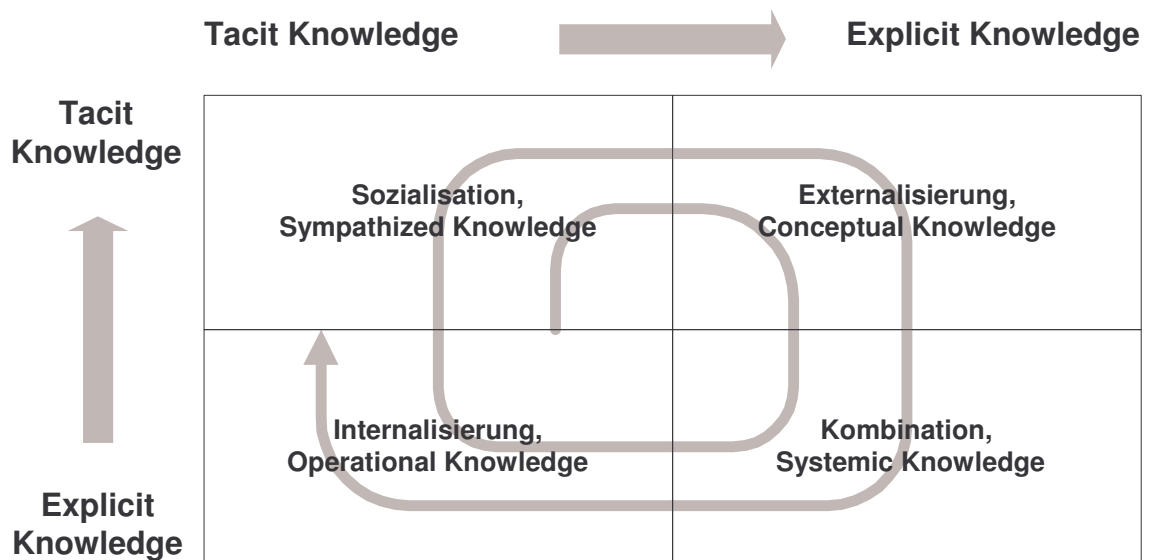 Tacit Knowledge
Explicit Knowledge
Tacit
Knowledge
Sozialisation,
Sympathized Knowledge
Externalisierung,
Conceptual Knowledge
Internalisierung,
Operational Knowledge
Kombination,
Systemic Knowledge
Explicit
Knowledge